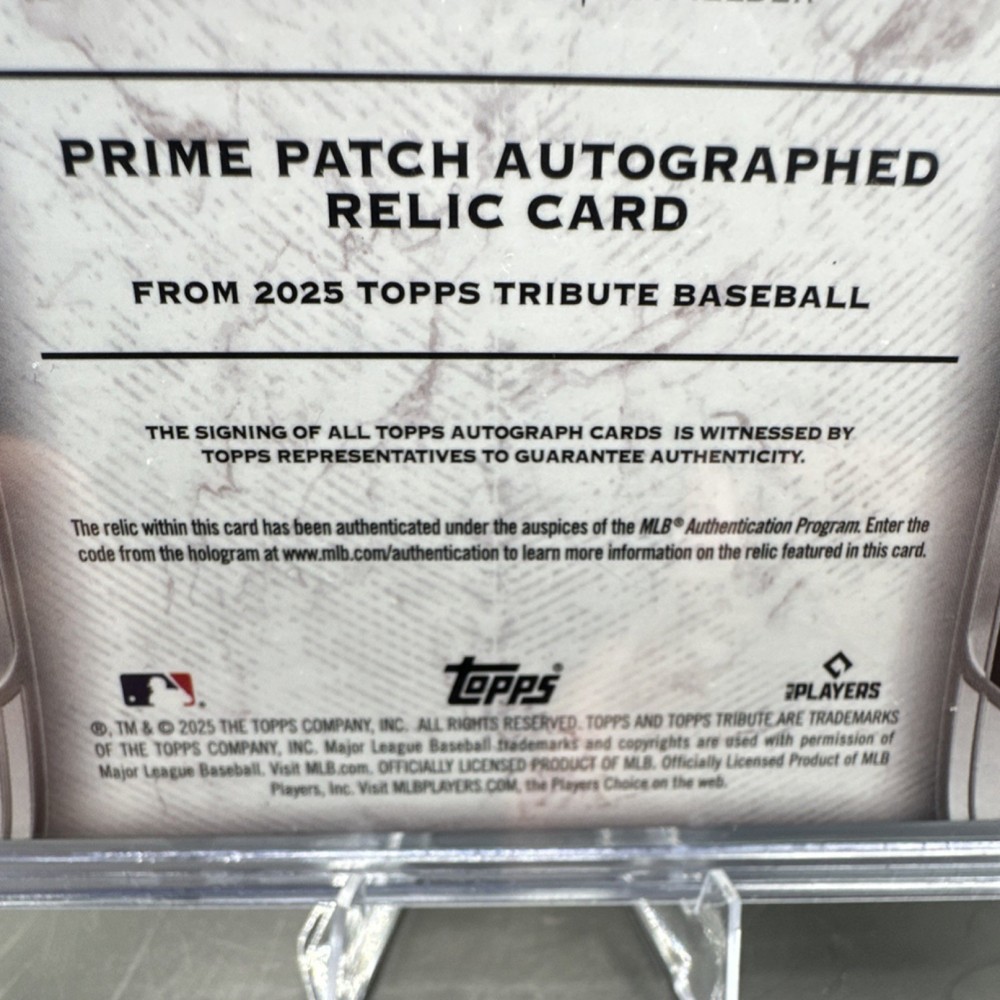 PRIME PATCH AUTOGRAPHED
RELIC CARD
FROM 2025 TOPPS TRIBUTE BASEBALL
THE SIGNING OF ALL TOPPS AUTOGRAPH CARDS IS WITNESSED BY
TOPPS REPRESENTATIVES TO GUARANTEE AUTHENTICITY.
The relic within this card has been authenticated under the auspices of the MLB® Authentication Program. Enter the
code from the hologram at www.mlb.com/authentication to learn more information on the relic featured in this card.
topps®
MLB PLAYERS
®, TM & © 2025 THE TOPPS COMPANY, INC. ALL RIGHTS RESERVED. TOPPS AND TOPPS TRIBUTE ARE TRADEMARKS
OF THE TOPPS COMPANY, INC. Major League Baseball trademarks and copyrights are used with permission of
Major League Baseball. Visit MLB.com. OFFICIALLY LICENSED PRODUCT OF MLB. Officially Licensed Product of MLB
Players, Inc. Visit MLBPLAYERS.COM, the Players Choice on the web.